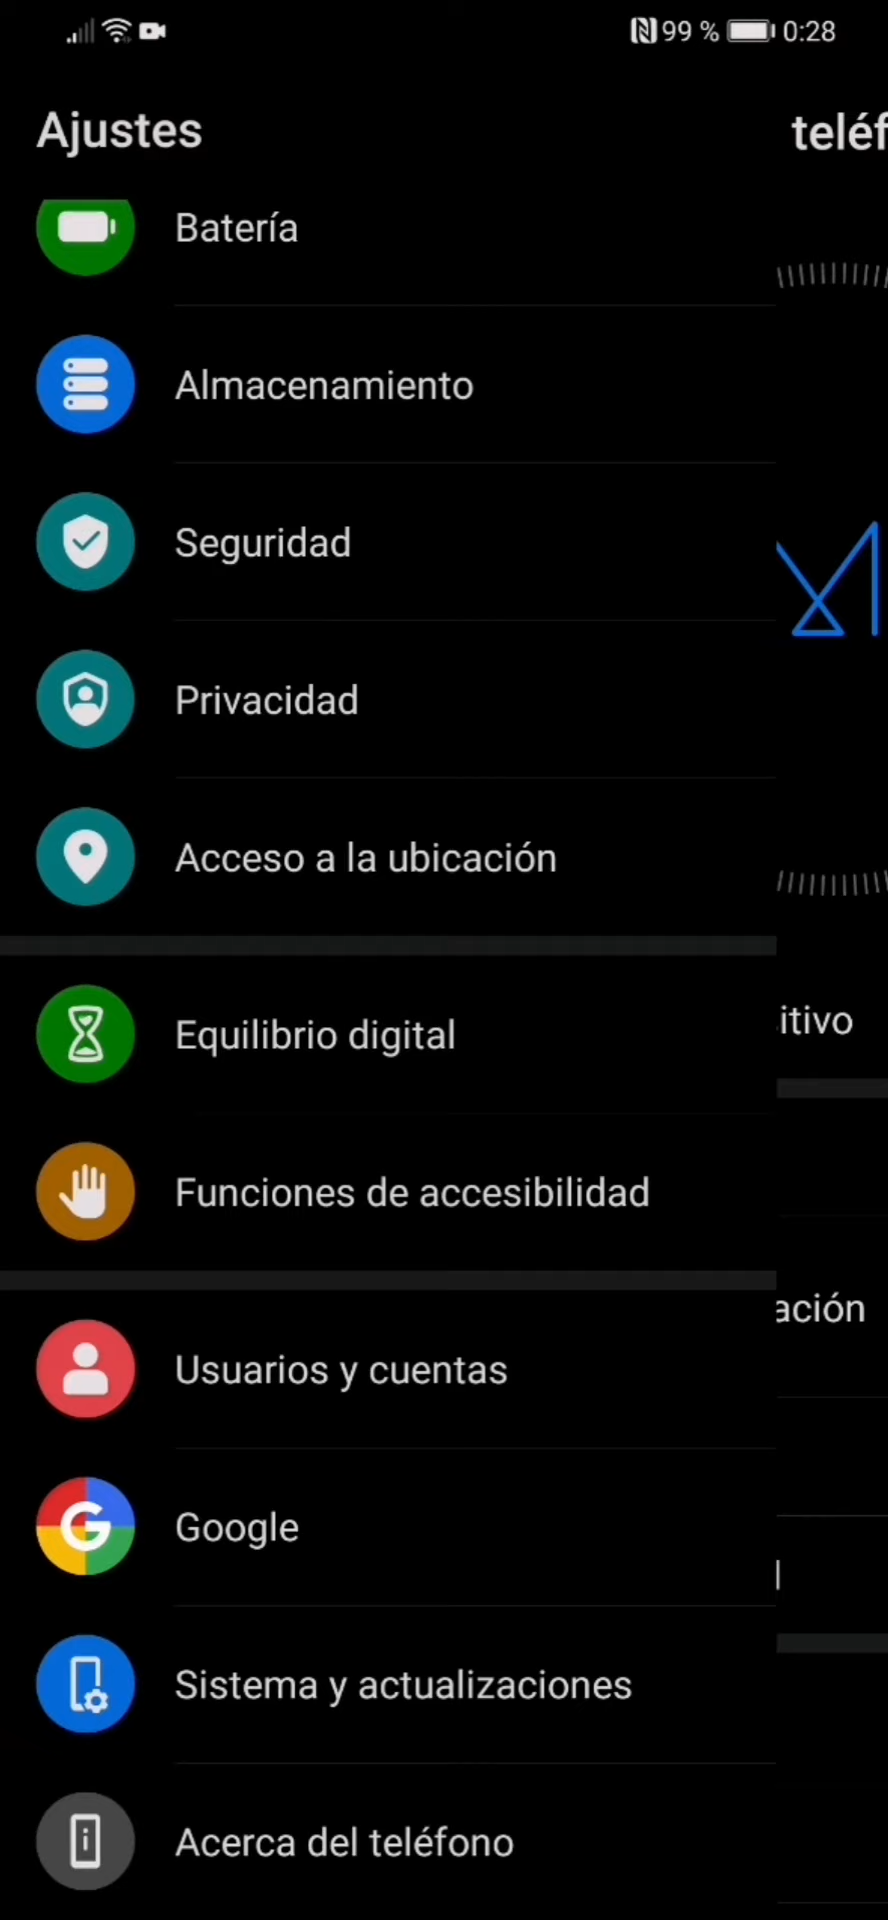 99 % 0:28
Ajustes
teléf
Batería
Almacenamiento
Seguridad
Privacidad
Acceso a la ubicación
Equilibrio digital
itivo
Funciones de accesibilidad
ación
Usuarios y cuentas
Google
Sistema y actualizaciones
Acerca del teléfono